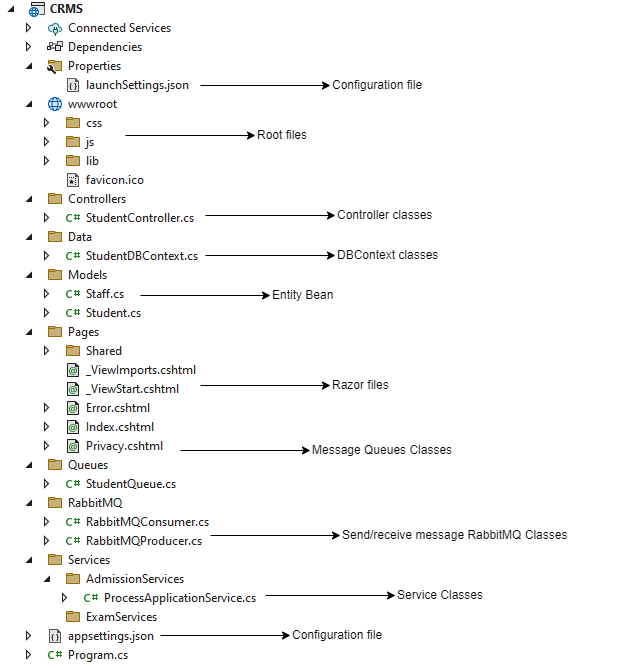 CRMS
Connected Services
Dependencies
Properties
launchSettings.json Configuration file
wwwroot
css
Root files
js
lib
favicon.ico
Controllers
C# StudentController.cs Controller classes
Data
C# StudentDBContext.cs DBContext classes
Models
C# Staff.cs Entity Bean
C# Student.cs
Pages
Shared
_ViewImports.cshtml
_ViewStart.cshtml Razor files
Error.cshtml
Index.cshtml
Privacy.cshtml Message Queues Classes
Queues
C# StudentQueue.cs
RabbitMQ
C# RabbitMQConsumer.cs
C# RabbitMQProducer.cs Send/receive message RabbitMQ Classes
Services
AdmissionServices
C# ProcessApplicationService.cs Service Classes
ExamServices
appsettings.json Configuration file
C# Program.cs